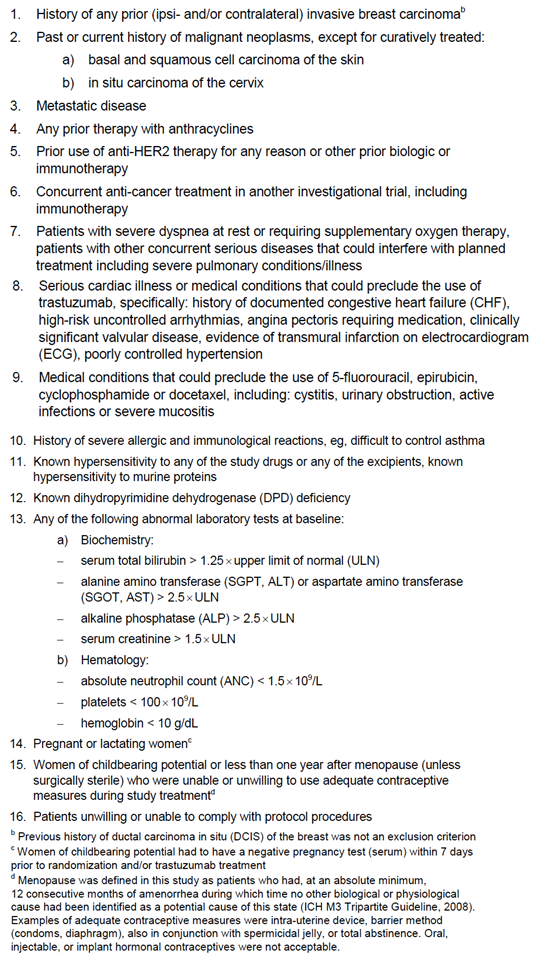 1. History of any prior (ipsi- and/or contralateral) invasive breast carcinomaᵇ
2. Past or current history of malignant neoplasms, except for curatively treated:
a) basal and squamous cell carcinoma of the skin
b) in situ carcinoma of the cervix
3. Metastatic disease
4. Any prior therapy with anthracyclines
5. Prior use of anti-HER2 therapy for any reason or other prior biologic or
immunotherapy
6. Concurrent anti-cancer treatment in another investigational trial, including
immunotherapy
7. Patients with severe dyspnea at rest or requiring supplementary oxygen therapy,
patients with other concurrent serious diseases that could interfere with planned
treatment including severe pulmonary conditions/illness
8. Serious cardiac illness or medical conditions that could preclude the use of
trastuzumab, specifically: history of documented congestive heart failure (CHF),
high-risk uncontrolled arrhythmias, angina pectoris requiring medication, clinically
significant valvular disease, evidence of transmural infarction on electrocardiogram
(ECG), poorly controlled hypertension
9. Medical conditions that could preclude the use of 5-fluorouracil, epirubicin,
cyclophosphamide or docetaxel, including: cystitis, urinary obstruction, active
infections or severe mucositis
10. History of severe allergic and immunological reactions, eg, difficult to control asthma
11. Known hypersensitivity to any of the study drugs or any of the excipients, known
hypersensitivity to murine proteins
12. Known dihydropyrimidine dehydrogenase (DPD) deficiency
13. Any of the following abnormal laboratory tests at baseline:
a) Biochemistry:
– serum total bilirubin > 1.25 × upper limit of normal (ULN)
– alanine amino transferase (SGPT, ALT) or aspartate amino transferase
(SGOT, AST) > 2.5 × ULN
– alkaline phosphatase (ALP) > 2.5 × ULN
– serum creatinine > 1.5 × ULN
b) Hematology:
– absolute neutrophil count (ANC) < 1.5 × 10⁹/L
– platelets < 100 × 10⁹/L
– hemoglobin < 10 g/dL
14. Pregnant or lactating womenᶜ
15. Women of childbearing potential or less than one year after menopause (unless
surgically sterile) who were unable or unwilling to use adequate contraceptive
measures during study treatmentᵈ
16. Patients unwilling or unable to comply with protocol procedures
ᵇ Previous history of ductal carcinoma in situ (DCIS) of the breast was not an exclusion criterion
ᶜ Women of childbearing potential had to have a negative pregnancy test (serum) within 7 days
prior to randomization and/or trastuzumab treatment
ᵈ Menopause was defined in this study as patients who had, at an absolute minimum,
12 consecutive months of amenorrhea during which time no other biological or physiological
cause had been identified as a potential cause of this state (ICH M3 Tripartite Guideline, 2008).
Examples of adequate contraceptive measures were intra-uterine device, barrier method
(condoms, diaphragm), also in conjunction with spermicidal jelly, or total abstinence. Oral,
injectable, or implant hormonal contraceptives were not acceptable.